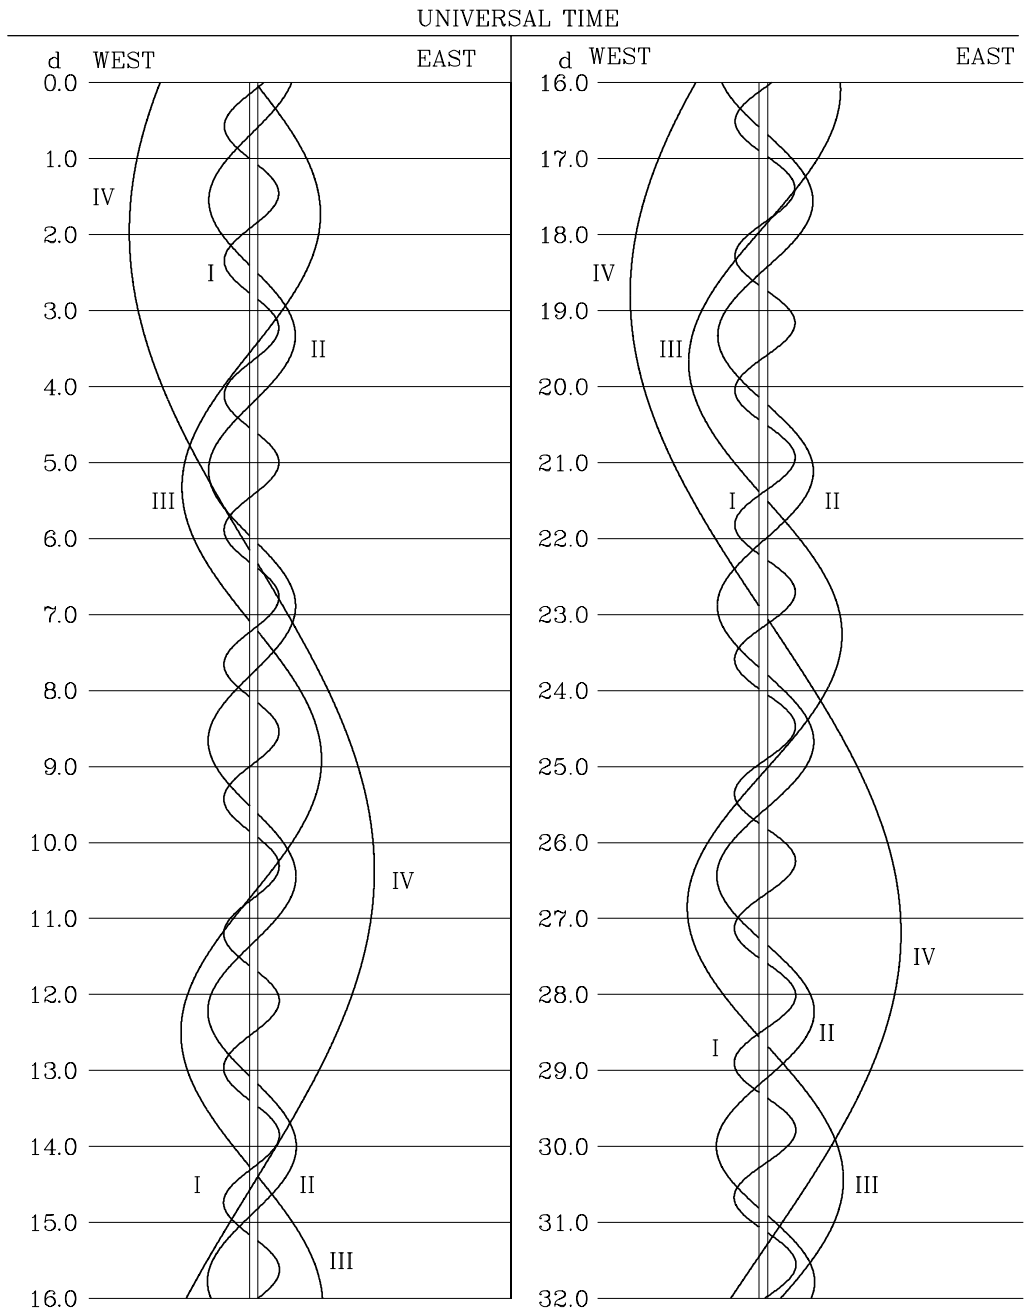 UNIVERSAL TIME
d WEST EAST
0.0
1.0
IV
2.0
I
3.0
II
4.0
5.0
III
6.0
7.0
8.0
9.0
10.0
IV
11.0
12.0
13.0
14.0
I II
15.0
III
16.0
d WEST EAST
16.0
17.0
18.0
IV
19.0
III
20.0
21.0
I II
22.0
23.0
24.0
25.0
26.0
27.0
IV
28.0
II
I
29.0
30.0
III
31.0
32.0